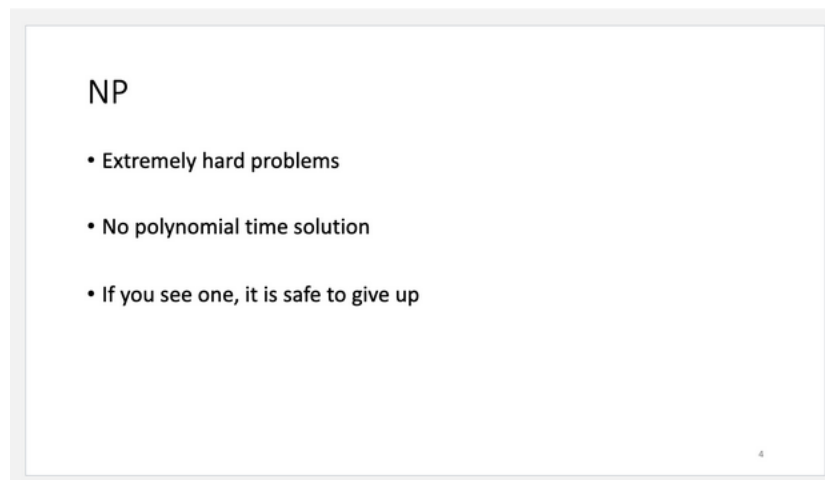 NP
• Extremely hard problems
• No polynomial time solution
• If you see one, it is safe to give up
4